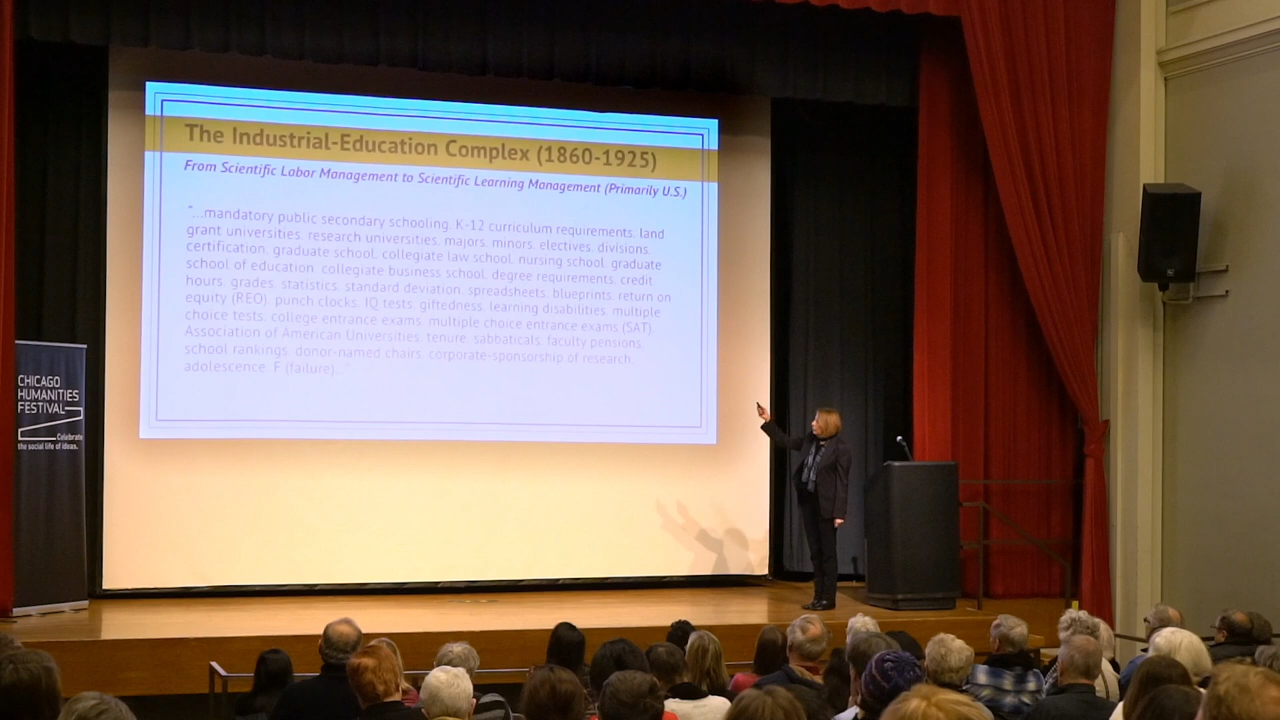 The Industrial-Education Complex (1860-1925)
From Scientific Labor Management to Scientific Learning Management (Primarily U.S.)
"...mandatory public secondary schooling. K-12 curriculum requirements. land
grant universities. research universities. majors. minors. electives. divisions.
certification. graduate school. collegiate law school. nursing school. graduate
school of education. collegiate business school. degree requirements. credit
hours. grades. statistics. standard deviation. spreadsheets. blueprints. return on
equity (REO). punch clocks. IQ tests. giftedness. learning disabilities. multiple
choice tests. college entrance exams. multiple choice entrance exams (SAT).
Association of American Universities. tenure. sabbaticals. faculty pensions.
school rankings. donor-named chairs. corporate-sponsorship of research.
adolescence. F (failure)..."
CHICAGO
HUMANITIES
FESTIVAL
Celebrate
the social life of ideas.